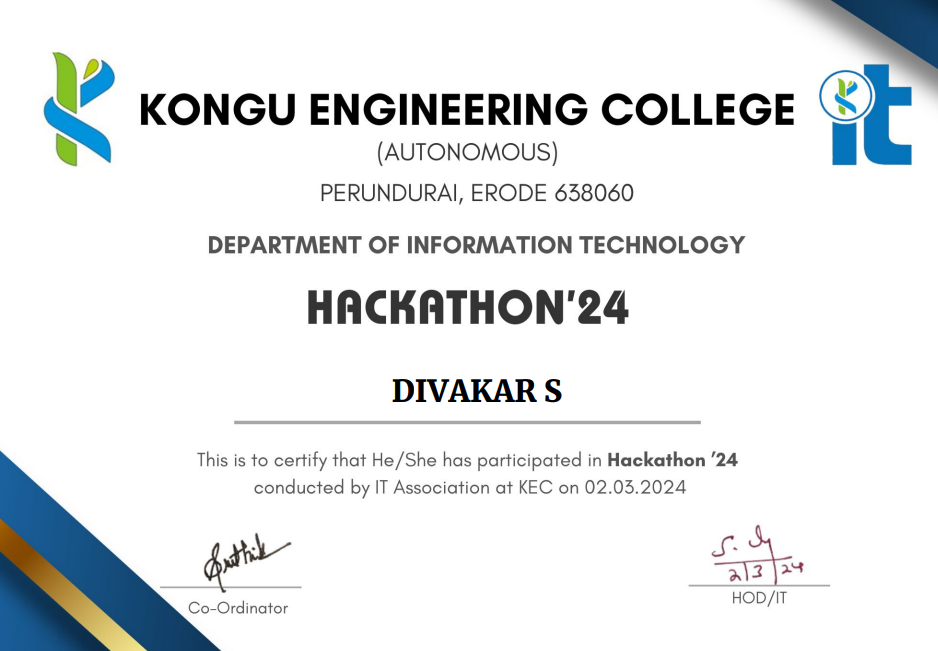 KONGU ENGINEERING COLLEGE
it
(AUTONOMOUS)
PERUNDURAI, ERODE 638060
DEPARTMENT OF INFORMATION TECHNOLOGY
HACKATHON'24
DIVAKAR S
This is to certify that He/She has participated in Hackathon '24
conducted by IT Association at KEC on 02.03.2024
2/3/24
Co-Ordinator
HOD/IT